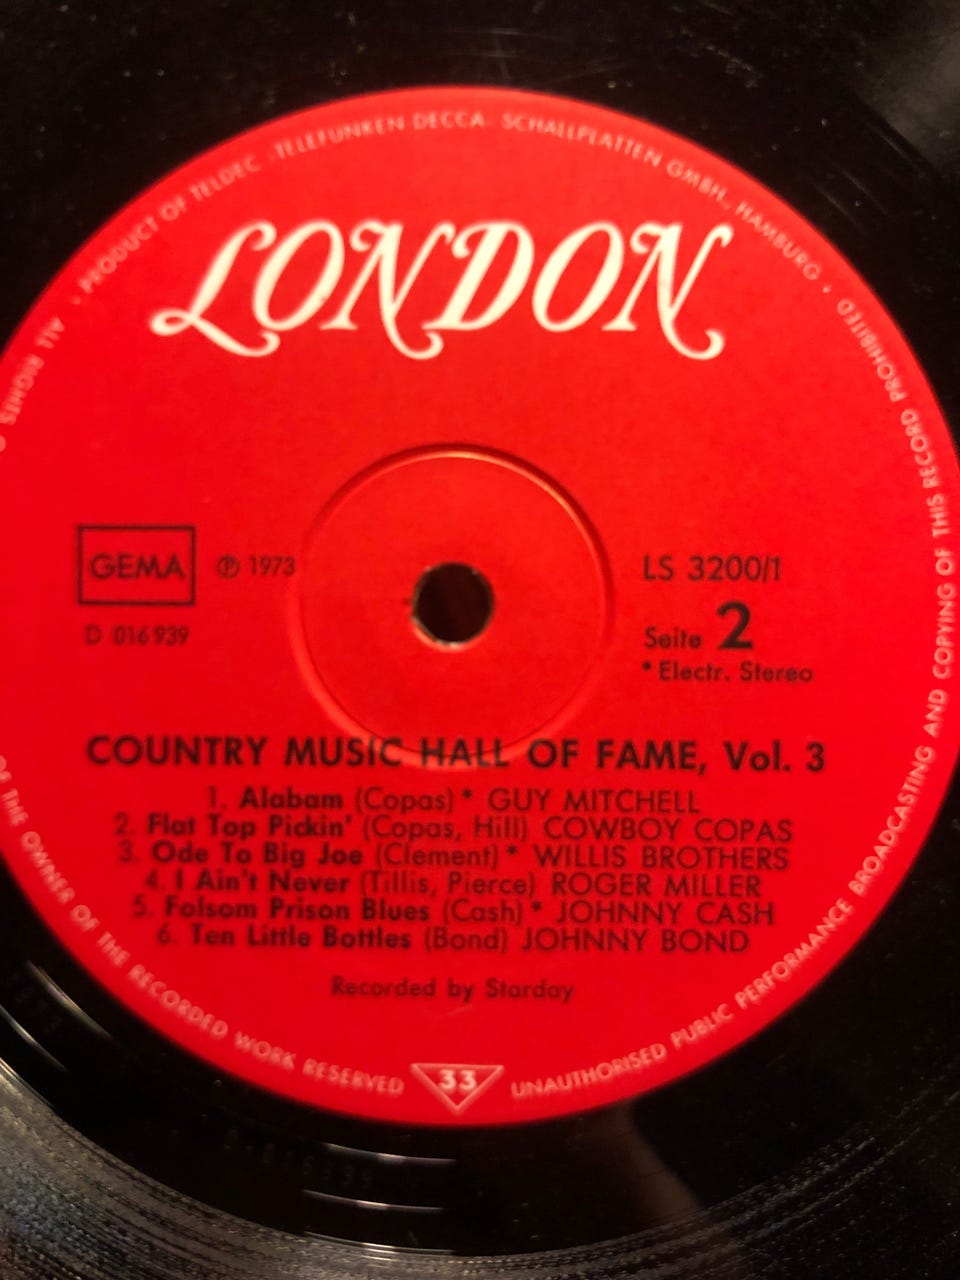 PRODUCT OF TELDEC ·TELEFUNKEN DECCA· SCHALLPLATTEN GMBH, HAMBURG ·
LONDON
GEMA
℗ 1973
D 016 939
LS 3200/1
Seite 2
* Electr. Stereo
COUNTRY MUSIC HALL OF FAME, Vol. 3
1. Alabam (Copas) * GUY MITCHELL
2. Flat Top Pickin' (Copas, Hill) COWBOY COPAS
3. Ode To Big Joe (Clement) * WILLIS BROTHERS
4. I Ain't Never (Tillis, Pierce) ROGER MILLER
5. Folsom Prison Blues (Cash) * JOHNNY CASH
6. Ten Little Bottles (Bond) JOHNNY BOND
Recorded by Starday
33
ALL RIGHTS OF THE OWNER OF THE RECORDED WORK RESERVED
UNAUTHORISED PUBLIC PERFORMANCE BROADCASTING AND COPYING OF THIS RECORD PROHIBITED